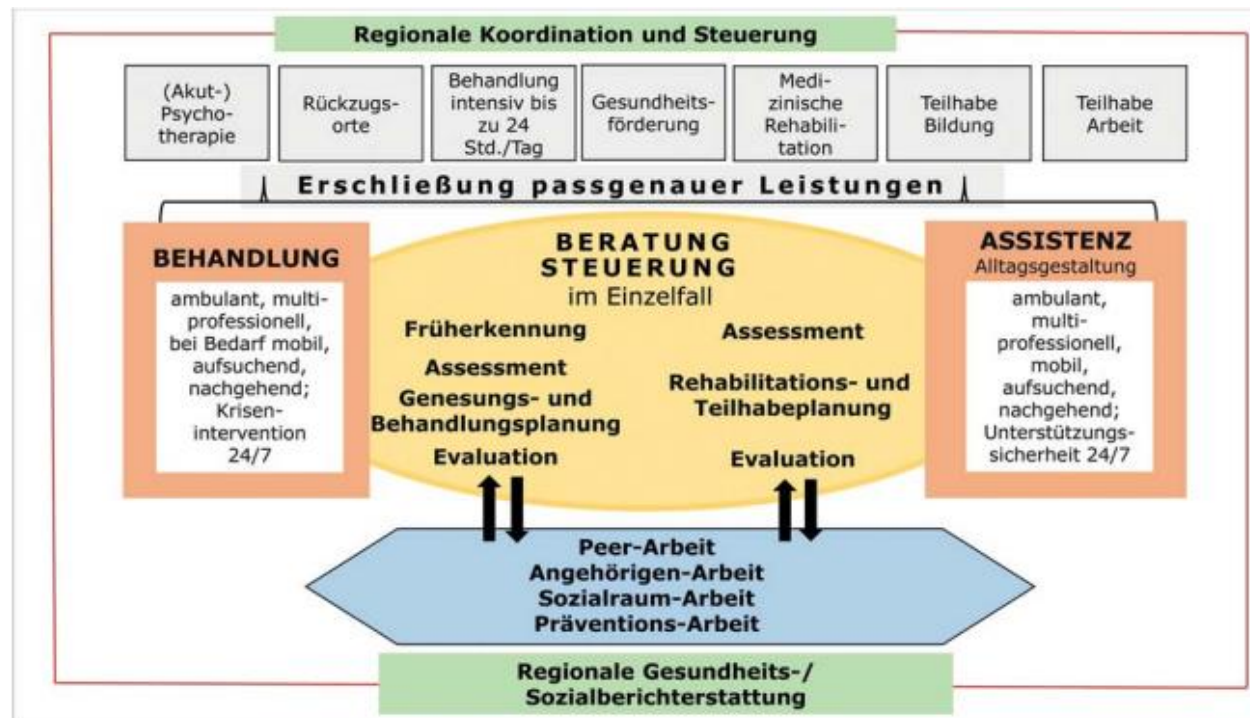 Regionale Koordination und Steuerung
(Akut-)
Psycho-
therapie
Rückzugs-
orte
Behandlung
intensiv bis
zu 24
Std./Tag
Gesundheits-
förderung
Medi-
zinische
Rehabili-
tation
Teilhabe
Bildung
Teilhabe
Arbeit
Erschließung passgenauer Leistungen
BEHANDLUNG
ambulant, multi-
professionell,
bei Bedarf mobil,
aufsuchend,
nachgehend;
Krisen-
intervention
24/7
BERATUNG
STEUERUNG
im Einzelfall
Früherkennung
Assessment
Genesungs- und
Behandlungsplanung
Evaluation
Assessment
Rehabilitations- und
Teilhabeplanung
Evaluation
ASSISTENZ
Alltagsgestaltung
ambulant,
multi-
professionell,
mobil,
aufsuchend,
nachgehend;
Unterstützungs-
sicherheit 24/7
Peer-Arbeit
Angehörigen-Arbeit
Sozialraum-Arbeit
Präventions-Arbeit
Regionale Gesundheits-/
Sozialberichterstattung